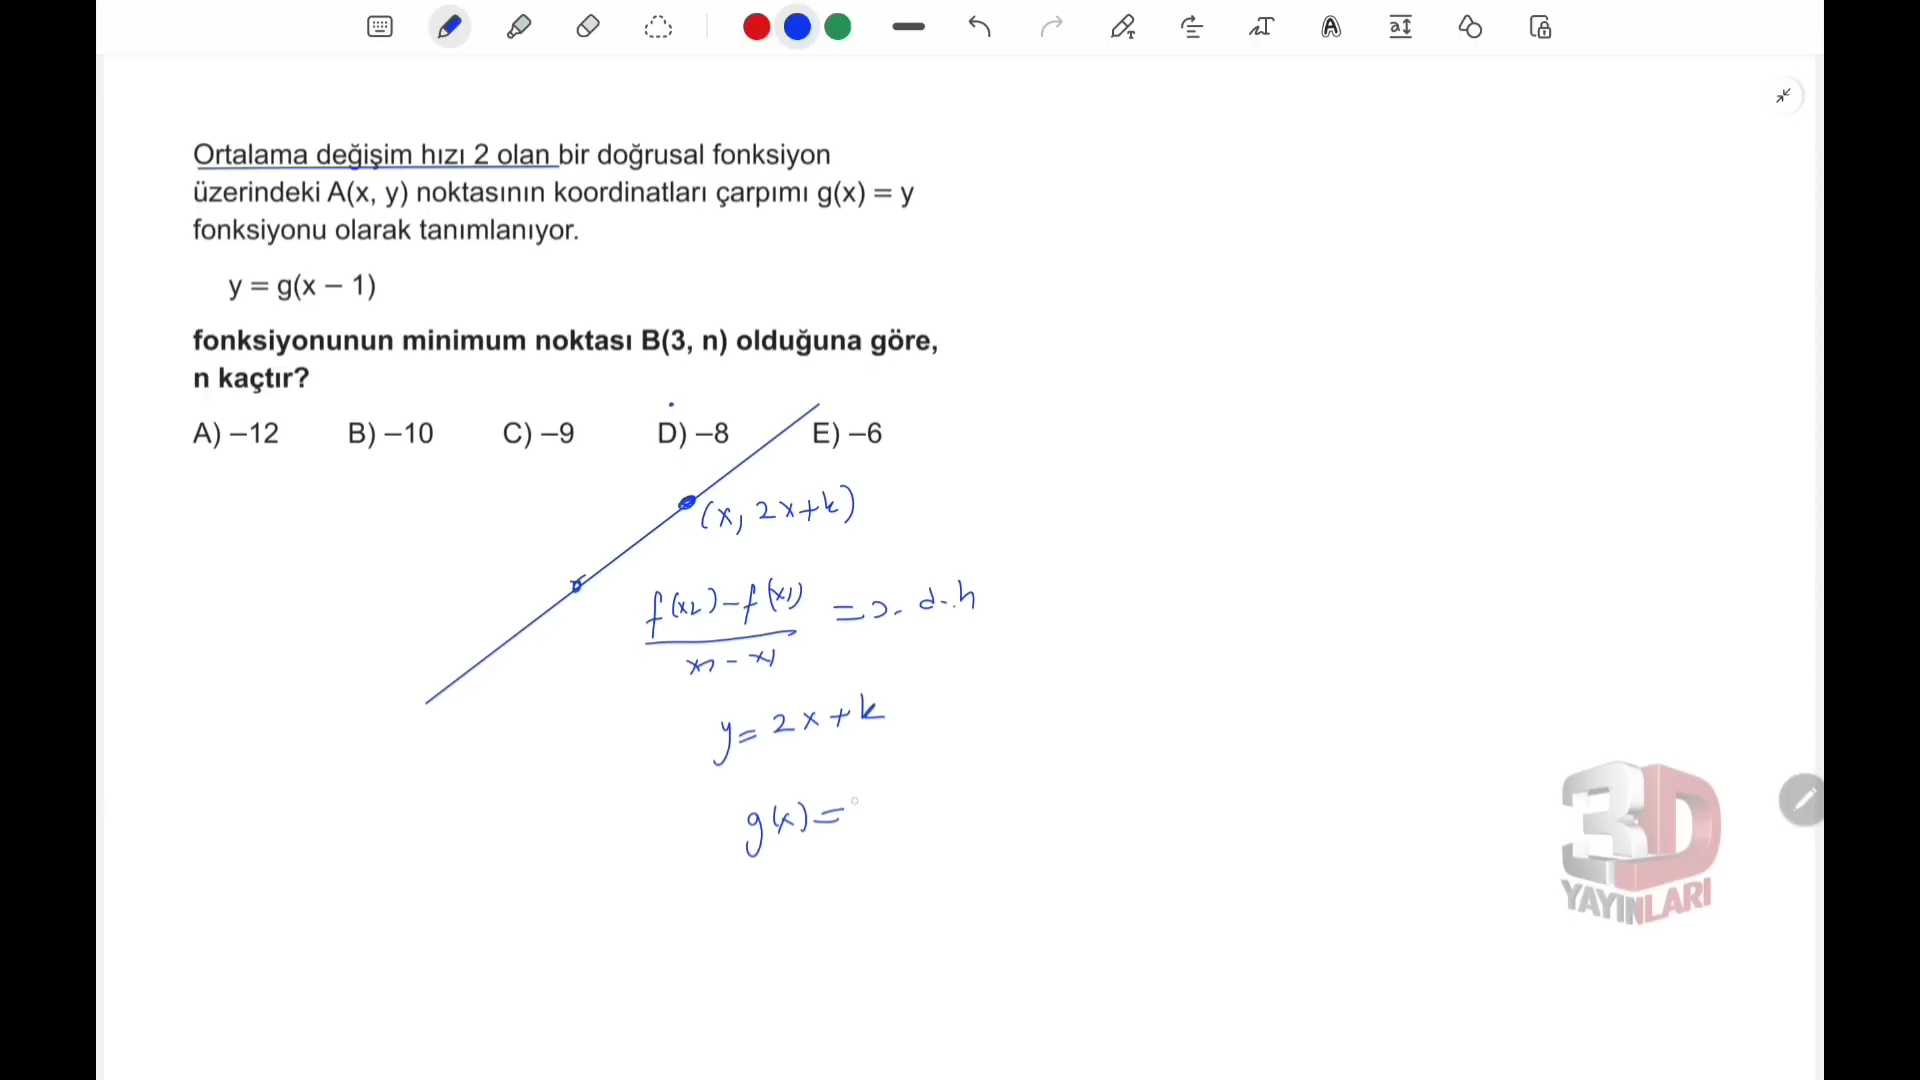 Ortalama değişim hızı 2 olan bir doğrusal fonksiyon
üzerindeki A(x, y) noktasının koordinatları çarpımı g(x) = y
fonksiyonu olarak tanımlanıyor.
y = g(x – 1)
fonksiyonunun minimum noktası B(3, n) olduğuna göre,
n kaçtır?
A) –12 B) –10 C) –9 D) –8 E) –6
(x, 2x+k)
f(x2)-f(x1) = o. d. h
x2 - x1
y = 2x+k
g(x) =
3D
YAYINLARI